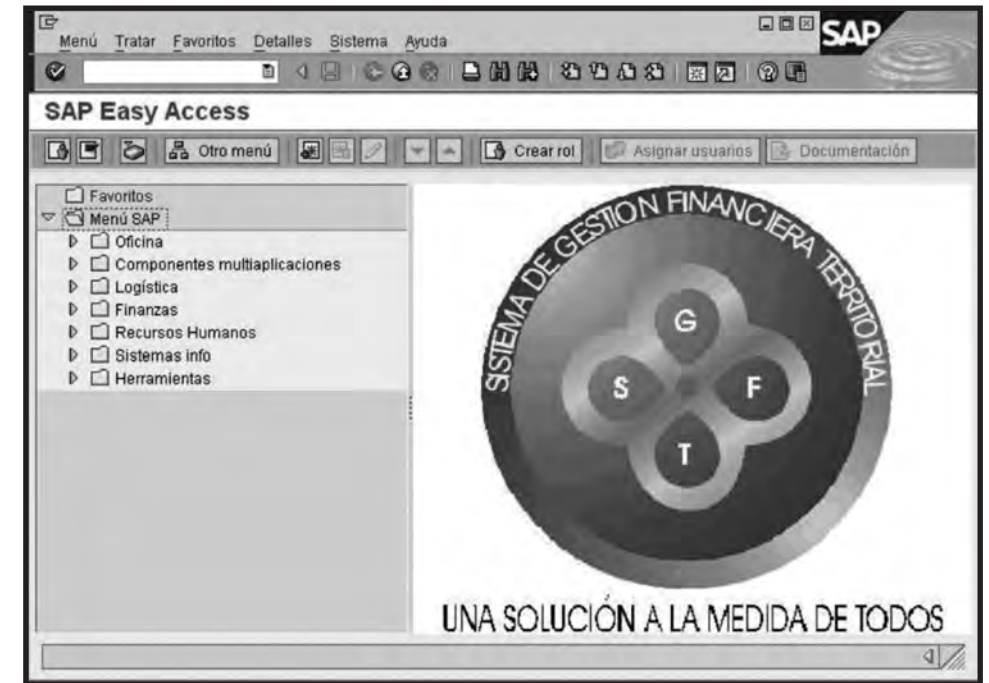 Menú Tratar Favoritos Detalles Sistema Ayuda
SAP
SAP Easy Access
Otro menú Crear rol Asignar usuarios Documentación
Favoritos
Menú SAP
Oficina
Componentes multiaplicaciones
Logística
Finanzas
Recursos Humanos
Sistemas info
Herramientas
SISTEMA DE GESTION FINANCIERA TERRITORIAL
G
S F
T
UNA SOLUCIÓN A LA MEDIDA DE TODOS